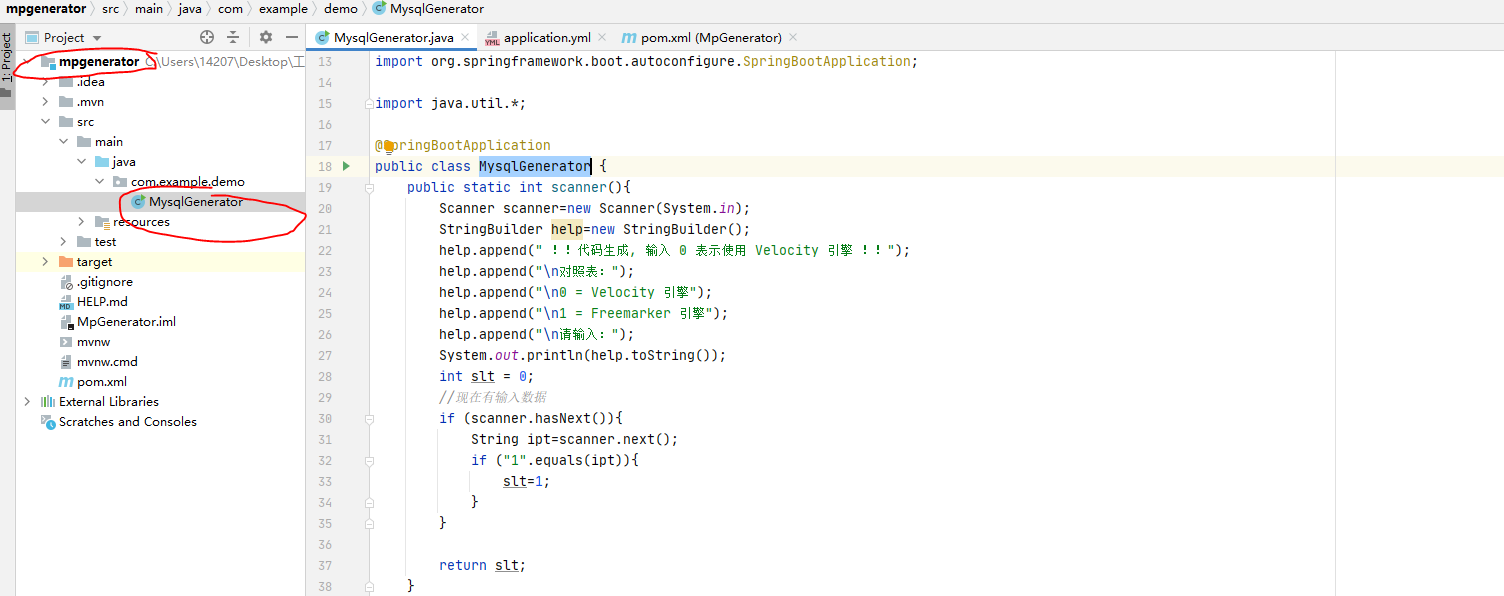 mpgenerator src main java com example demo MysqlGenerator
1: Project
Project
MysqlGenerator.java
application.yml
pom.xml (MpGenerator)
mpgenerator C:\Users\14207\Desktop\工
.idea
.mvn
src
main
java
com.example.demo
MysqlGenerator
resources
test
target
.gitignore
HELP.md
MpGenerator.iml
mvnw
mvnw.cmd
pom.xml
External Libraries
Scratches and Consoles
13 import org.springframework.boot.autoconfigure.SpringBootApplication;
14
15 import java.util.*;
16
17 @SpringBootApplication
18 public class MysqlGenerator {
19 public static int scanner(){
20 Scanner scanner=new Scanner(System.in);
21 StringBuilder help=new StringBuilder();
22 help.append(" ！！代码生成, 输入 0 表示使用 Velocity 引擎 ！！");
23 help.append("\n对照表：");
24 help.append("\n0 = Velocity 引擎");
25 help.append("\n1 = Freemarker 引擎");
26 help.append("\n请输入：");
27 System.out.println(help.toString());
28 int slt = 0;
29 //现在有输入数据
30 if (scanner.hasNext()){
31 String ipt=scanner.next();
32 if ("1".equals(ipt)){
33 slt=1;
34 }
35 }
36
37 return slt;
38 }